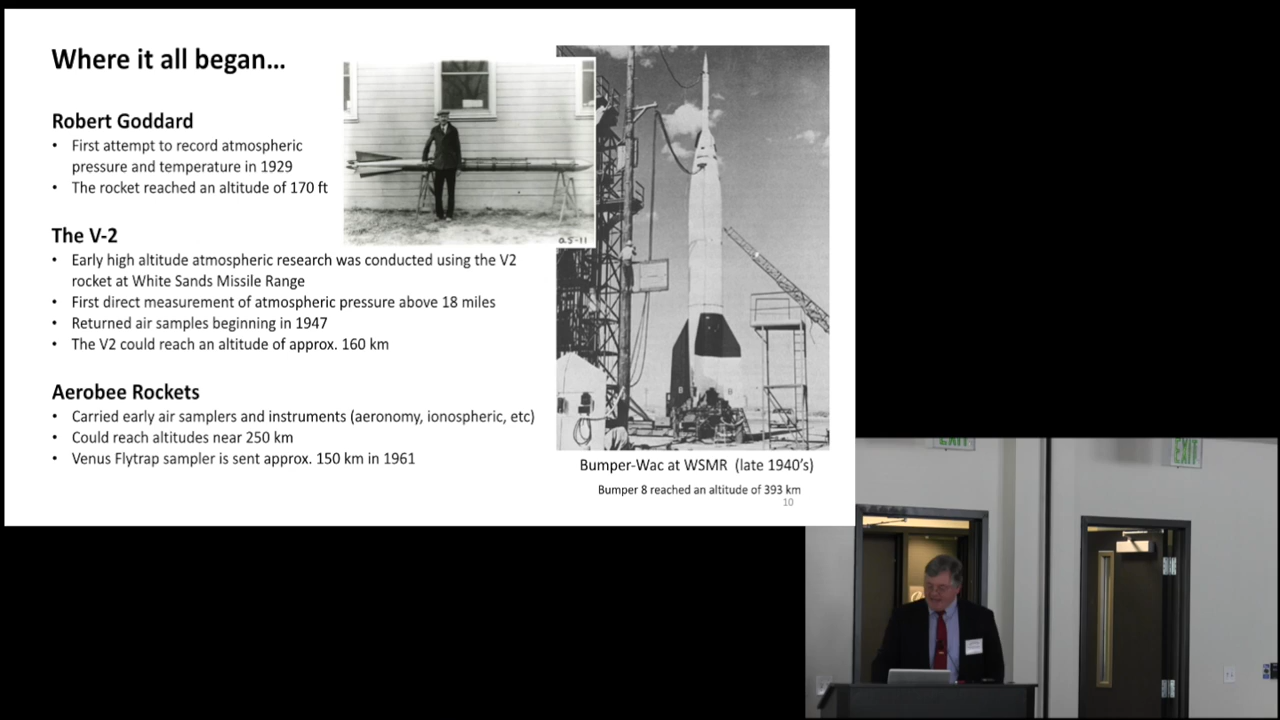 Where it all began...
Robert Goddard
• First attempt to record atmospheric
pressure and temperature in 1929
• The rocket reached an altitude of 170 ft
The V-2
• Early high altitude atmospheric research was conducted using the V2
rocket at White Sands Missile Range
• First direct measurement of atmospheric pressure above 18 miles
• Returned air samples beginning in 1947
• The V2 could reach an altitude of approx. 160 km
Aerobee Rockets
• Carried early air samplers and instruments (aeronomy, ionospheric, etc)
• Could reach altitudes near 250 km
• Venus Flytrap sampler is sent approx. 150 km in 1961
Bumper-Wac at WSMR (late 1940's)
Bumper 8 reached an altitude of 393 km
10
EXIT
EXIT